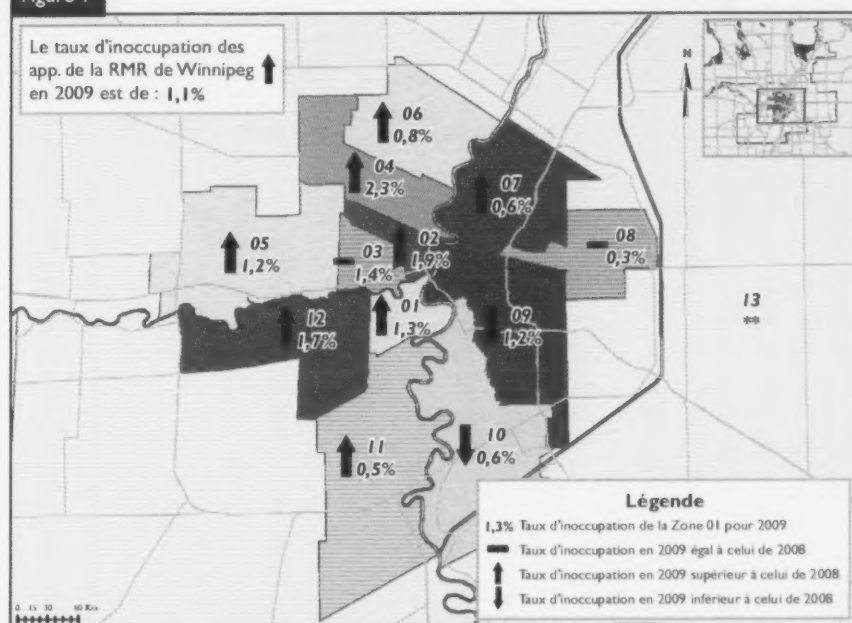 Figure 1
Le taux d'inoccupation des
app. de la RMR de Winnipeg
en 2009 est de : 1,1%
N
06
0,8%
04
2,3%
07
0,6%
05
1,2%
03
1,4%
02
1,9%
08
0,3%
13
**
12
1,7%
01
1,3%
09
1,2%
11
0,5%
10
0,6%
Légende
1,3% Taux d'inoccupation de la Zone 01 pour 2009
Taux d'inoccupation en 2009 égal à celui de 2008
Taux d'inoccupation en 2009 supérieur à celui de 2008
Taux d'inoccupation en 2009 inférieur à celui de 2008
0 15 30 60 Km